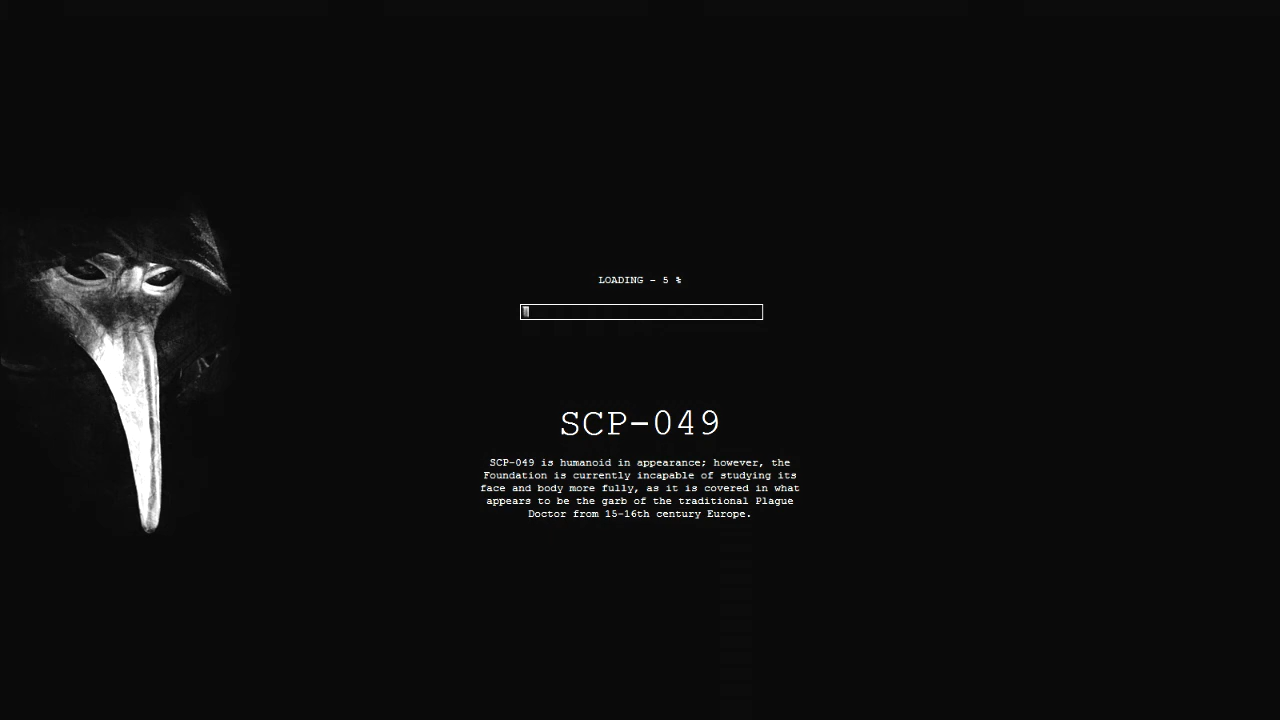 LOADING - 5 %
SCP-049
SCP-049 is humanoid in appearance; however, the
Foundation is currently incapable of studying its
face and body more fully, as it is covered in what
appears to be the garb of the traditional Plague
Doctor from 15-16th century Europe.